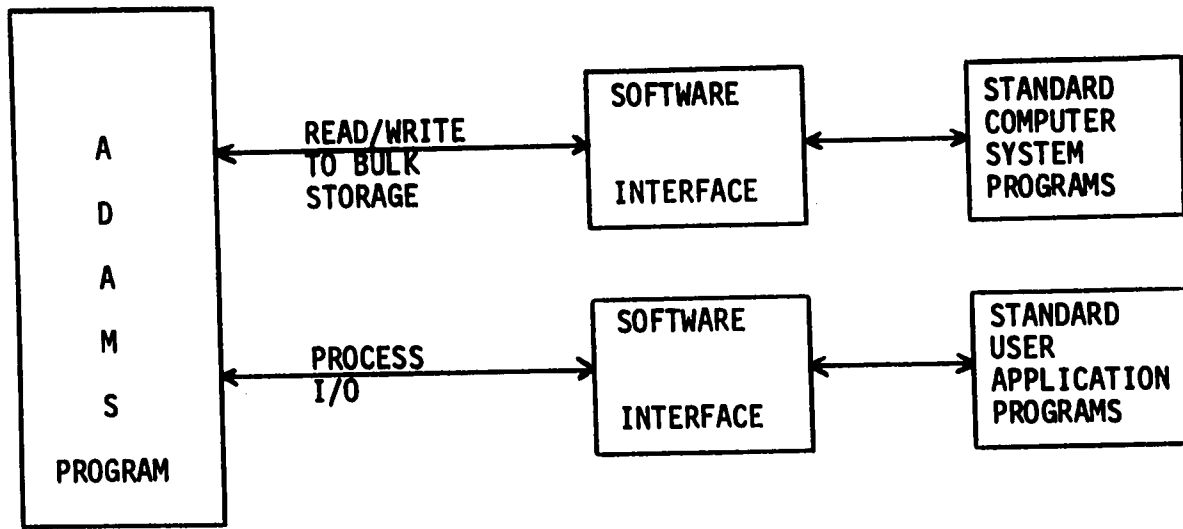 A
D
A
M
S
PROGRAM
READ/WRITE
TO BULK
STORAGE
SOFTWARE
INTERFACE
STANDARD
COMPUTER
SYSTEM
PROGRAMS
PROCESS
I/O
SOFTWARE
INTERFACE
STANDARD
USER
APPLICATION
PROGRAMS